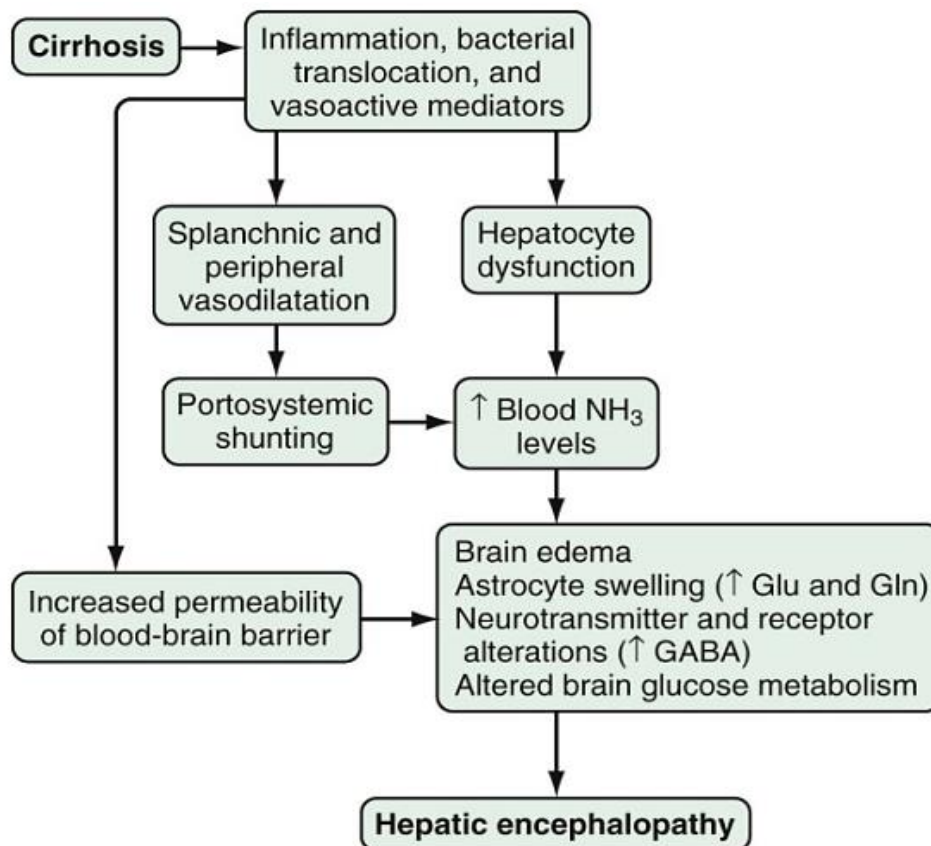 Cirrhosis
Inflammation, bacterial
translocation, and
vasoactive mediators
Splanchnic and
peripheral
vasodilatation
Hepatocyte
dysfunction
Portosystemic
shunting
↑ Blood NH₃
levels
Increased permeability
of blood-brain barrier
Brain edema
Astrocyte swelling (↑ Glu and Gln)
Neurotransmitter and receptor
alterations (↑ GABA)
Altered brain glucose metabolism
Hepatic encephalopathy